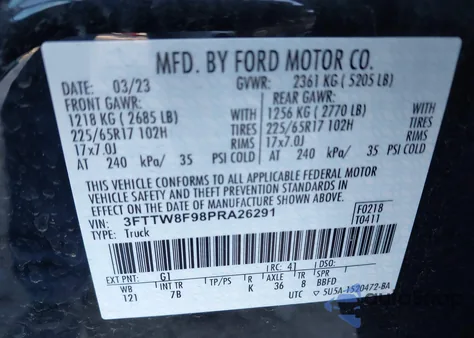 MFD. BY FORD MOTOR CO.
DATE: 03/23 GVWR: 2361 KG ( 5205 LB)
FRONT GAWR: REAR GAWR:
1218 KG ( 2685 LB) 1256 KG ( 2770 LB)
225/65R17 102H TIRES 225/65R17 102H
17x7.0J RIMS 17x7.0J
AT 240 kPa/ 35 PSI COLD AT 240 kPa/ 35 PSI COLD
THIS VEHICLE CONFORMS TO ALL APPLICABLE FEDERAL MOTOR
VEHICLE SAFETY AND THEFT PREVENTION STANDARDS IN
EFFECT ON THE DATE OF MANUFACTURE SHOWN ABOVE.
VIN: 3FTTW8F98PRA26291 F0218
TYPE: Truck T0411
EXT PNT: G1 RC: 41 DSO:
WB INT TR TP/PS R AXLE TR SPR
121 7B K 36 8 BBFD
UTC 5U5A-1520472-BA